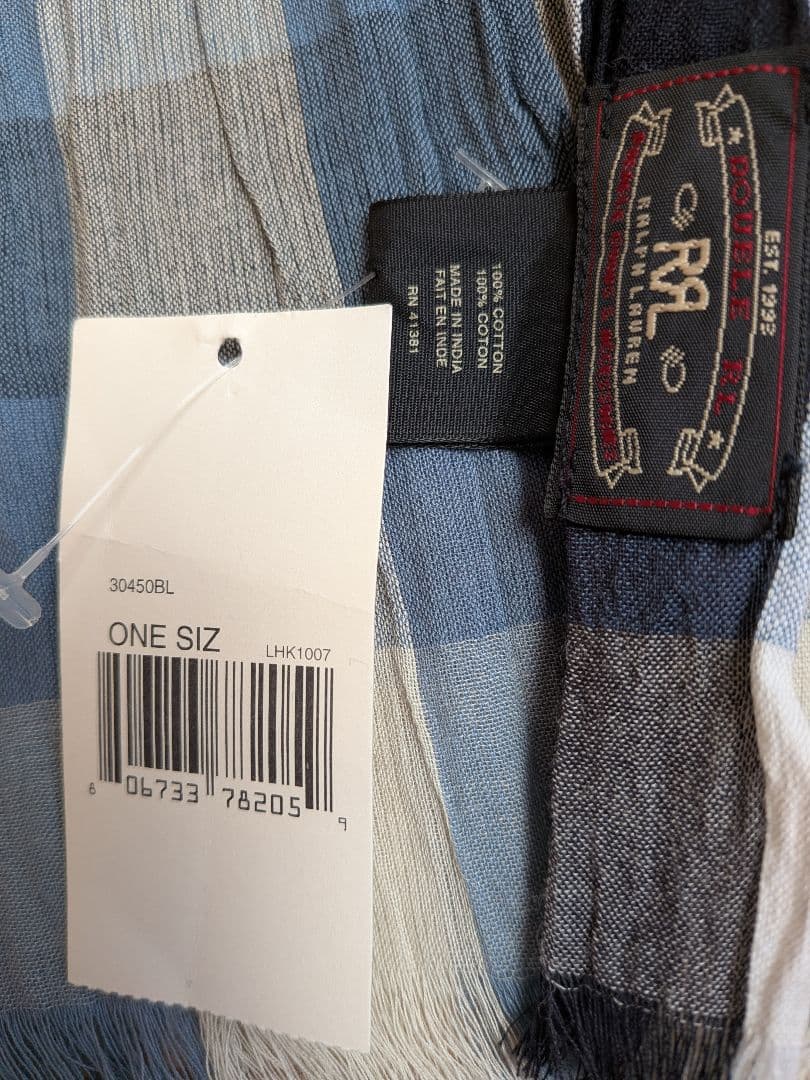 EST. 1992
DOUBLE RL
RRL
RALPH LAUREN
100% COTTON
100% COTON
MADE IN INDIA
FAIT EN INDE
RN 41381
30450BL
ONE SIZ
LHK1007
6 06733 78205 9